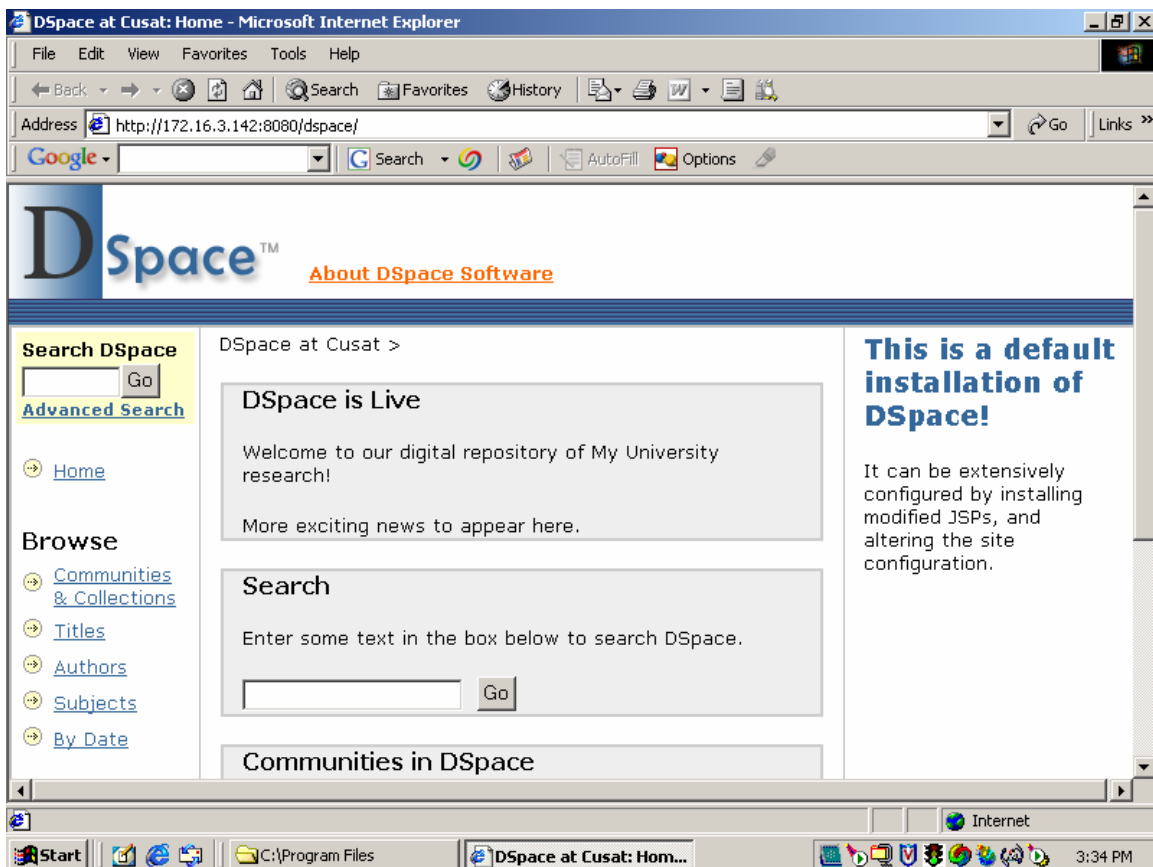 DSpace at Cusat: Home - Microsoft Internet Explorer
File Edit View Favorites Tools Help
Back Search Favorites History
Address http://172.16.3.142:8080/dspace/ Go Links »
Google Search AutoFill Options
DSpace™
About DSpace Software
Search DSpace
Go
Advanced Search
Home
Browse
Communities
& Collections
Titles
Authors
Subjects
By Date
DSpace at Cusat >
DSpace is Live
Welcome to our digital repository of My University
research!
More exciting news to appear here.
Search
Enter some text in the box below to search DSpace.
Go
Communities in DSpace
This is a default
installation of
DSpace!
It can be extensively
configured by installing
modified JSPs, and
altering the site
configuration.
Internet
Start C:\Program Files DSpace at Cusat: Hom... 3:34 PM